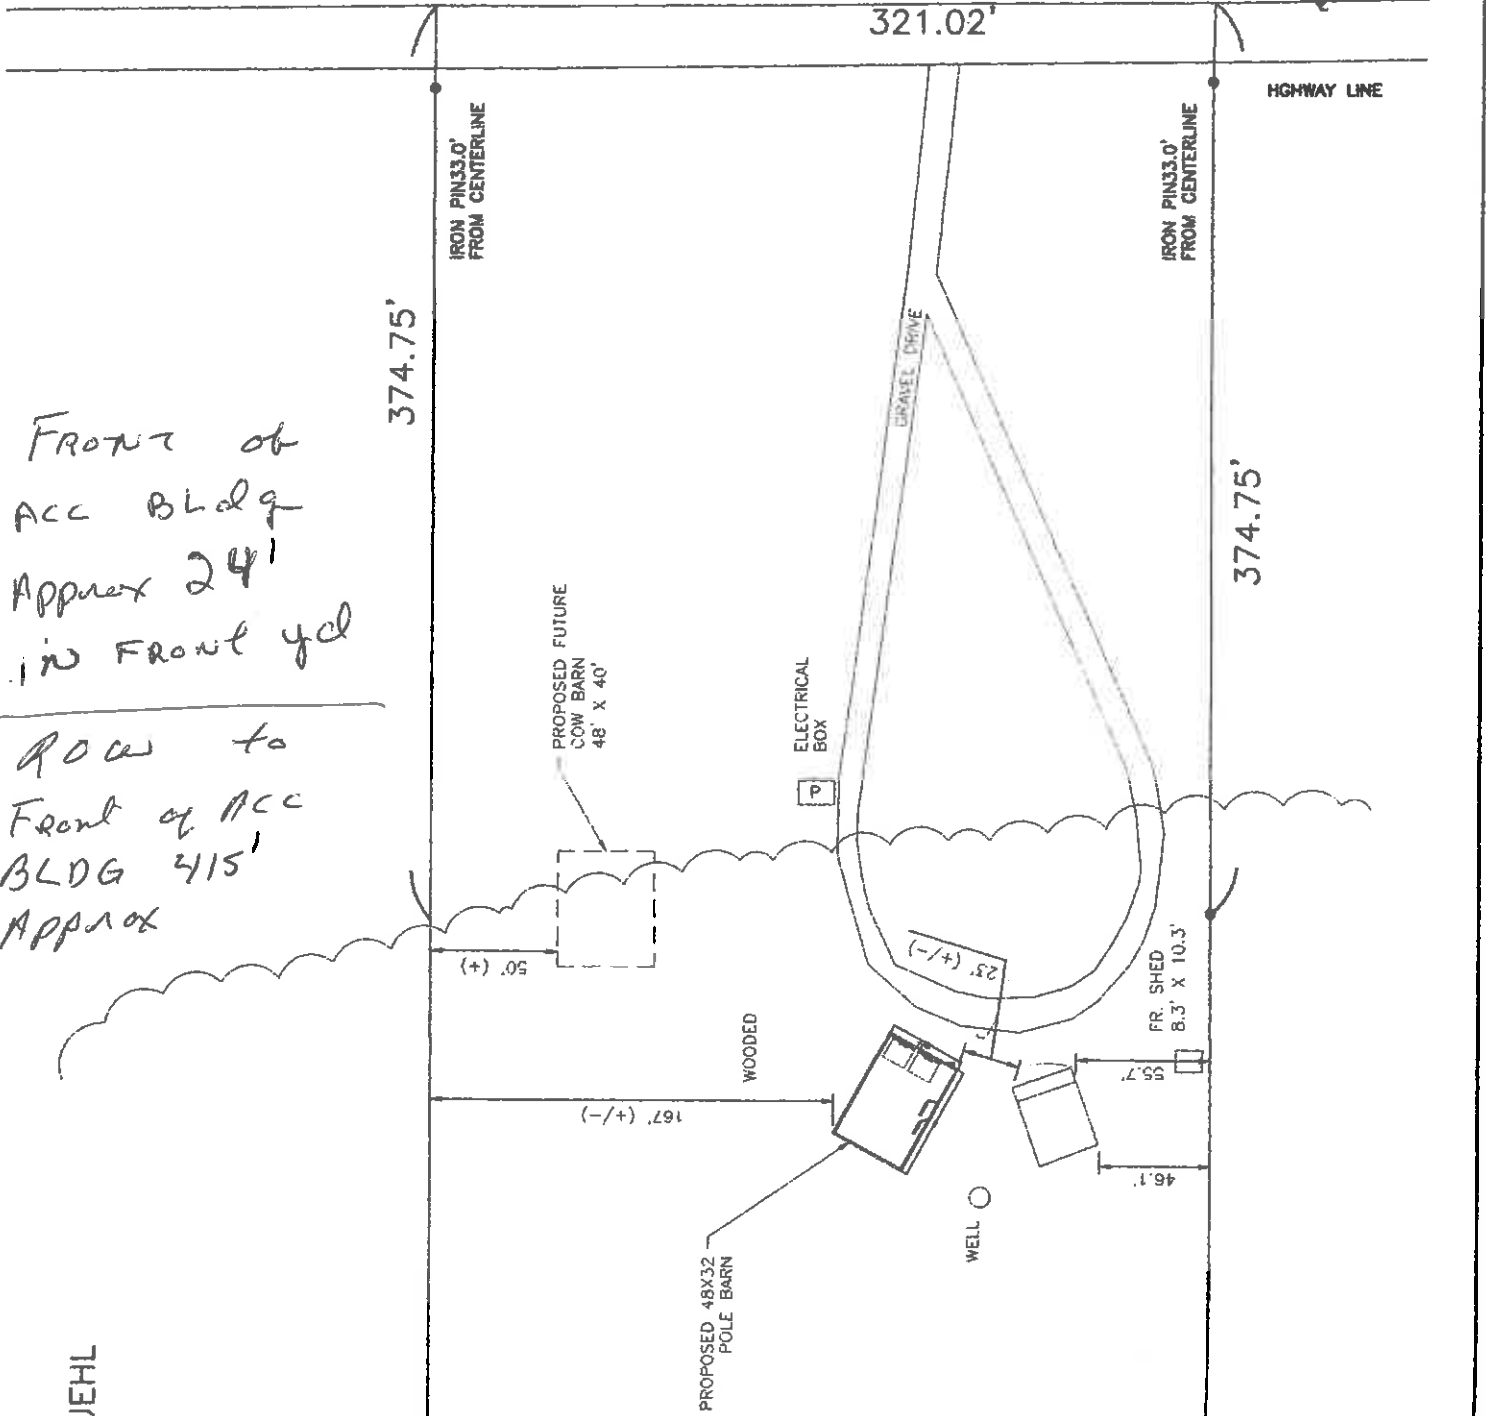 321.02'
HGHWAY LINE
IRON PIN33.0'
FROM CENTERLINE
IRON PIN33.0'
FROM CENTERLINE
374.75'
GRAVEL DRIVE
374.75'
FRONT of
ACC BLdg
Approx 24'
in FRONT yd
ROW to
Front of ACC
BLDG 415'
Approx
PROPOSED FUTURE
COW BARN
48' X 40'
ELECTRICAL
BOX
P
50' (+)
23' (+/-)
FR. SHED
8.3' X 10.3'
WOODED
167' (+/-)
55.7'
46.1'
WELL
PROPOSED 48X32
POLE BARN